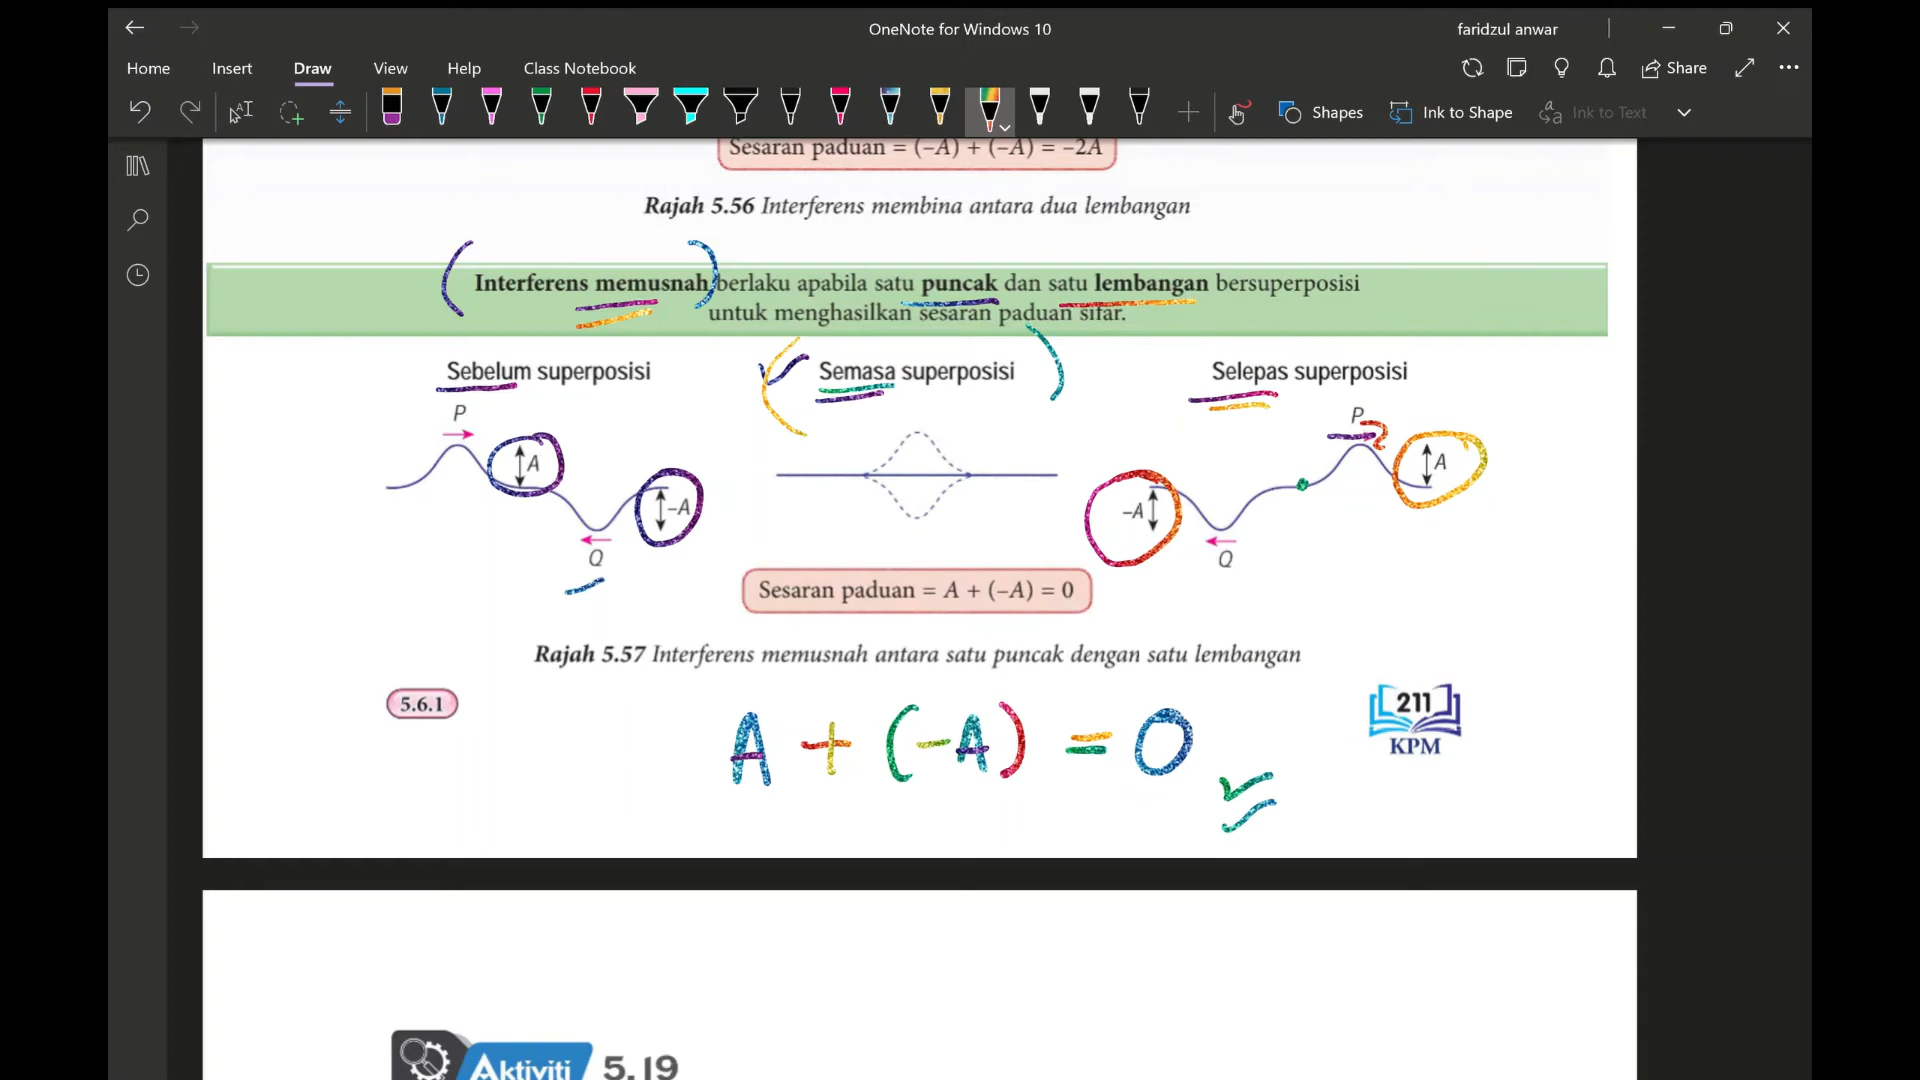 OneNote for Windows 10
faridzul anwar
Home Insert Draw View Help Class Notebook
Share
Shapes Ink to Shape Ink to Text
Sesaran paduan = (–A) + (–A) = –2A
Rajah 5.56 Interferens membina antara dua lembangan
Interferens memusnah berlaku apabila satu puncak dan satu lembangan bersuperposisi
untuk menghasilkan sesaran paduan sifar.
Sebelum superposisi
Semasa superposisi
Selepas superposisi
P
A
–A
Q
P
A
–A
Q
Sesaran paduan = A + (–A) = 0
Rajah 5.57 Interferens memusnah antara satu puncak dengan satu lembangan
5.6.1
211
KPM
A + (-A) = 0
Aktiviti 5.19